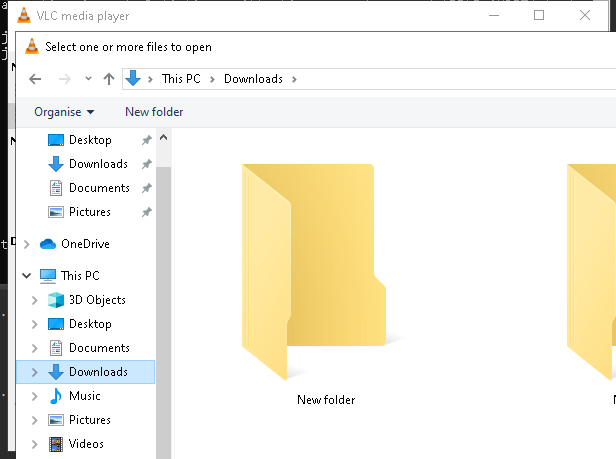 VLC media player
Select one or more files to open
This PC
Downloads
Organise
New folder
Desktop
Downloads
Documents
Pictures
OneDrive
This PC
3D Objects
Desktop
Documents
Downloads
Music
Pictures
Videos
New folder